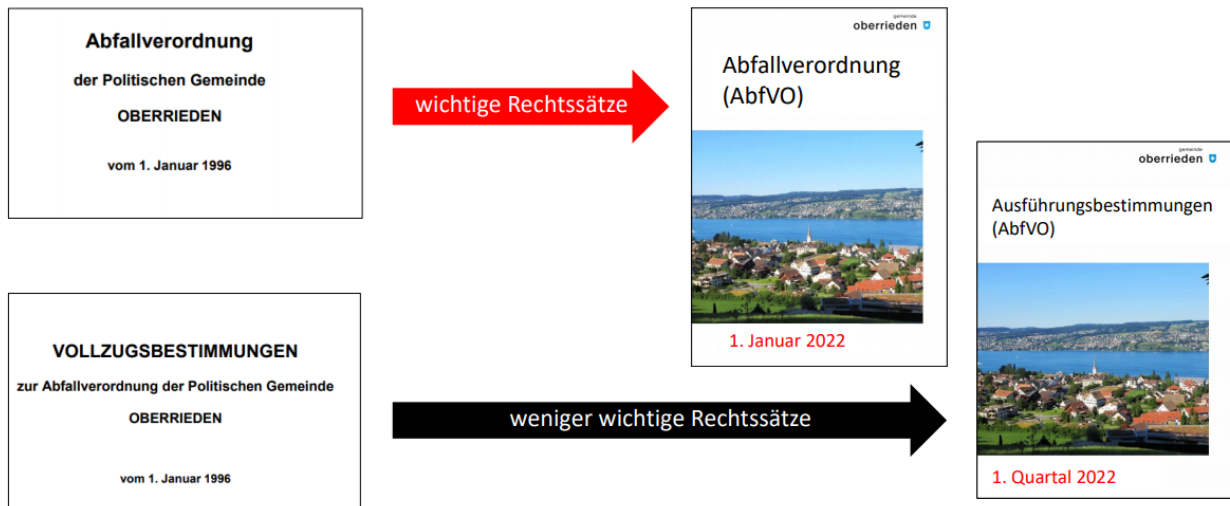 Abfallverordnung
der Politischen Gemeinde
OBERRIEDEN
vom 1. Januar 1996
wichtige Rechtssätze
gemeinde
oberrieden
Abfallverordnung
(AbfVO)
1. Januar 2022
VOLLZUGSBESTIMMUNGEN
zur Abfallverordnung der Politischen Gemeinde
OBERRIEDEN
vom 1. Januar 1996
weniger wichtige Rechtssätze
gemeinde
oberrieden
Ausführungsbestimmungen
(AbfVO)
1. Quartal 2022